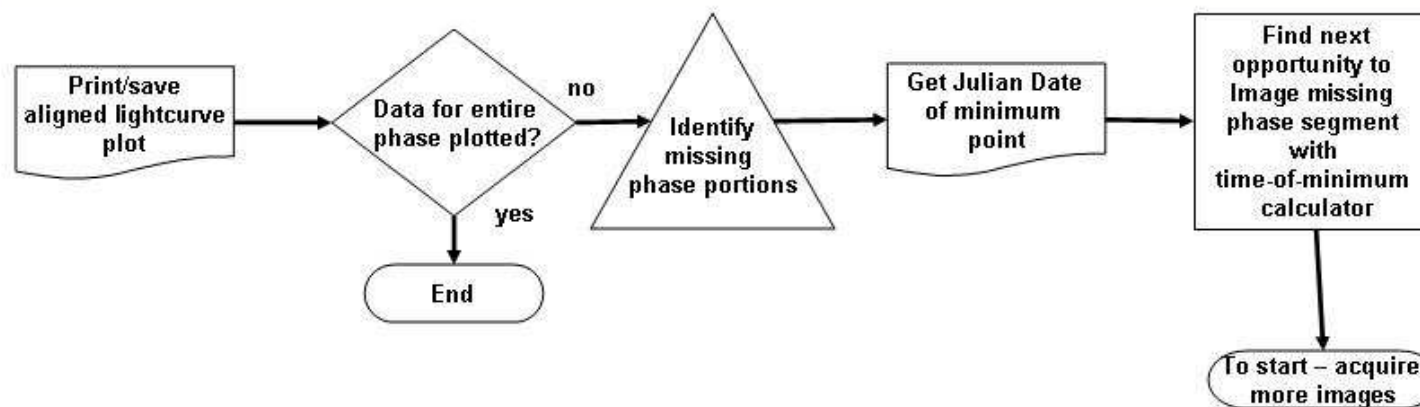 Print/save
aligned lightcurve
plot
Data for entire
phase plotted?
no
yes
End
Identify
missing
phase portions
Get Julian Date
of minimum
point
Find next
opportunity to
Image missing
phase segment
with
time-of-minimum
calculator
To start – acquire
more images